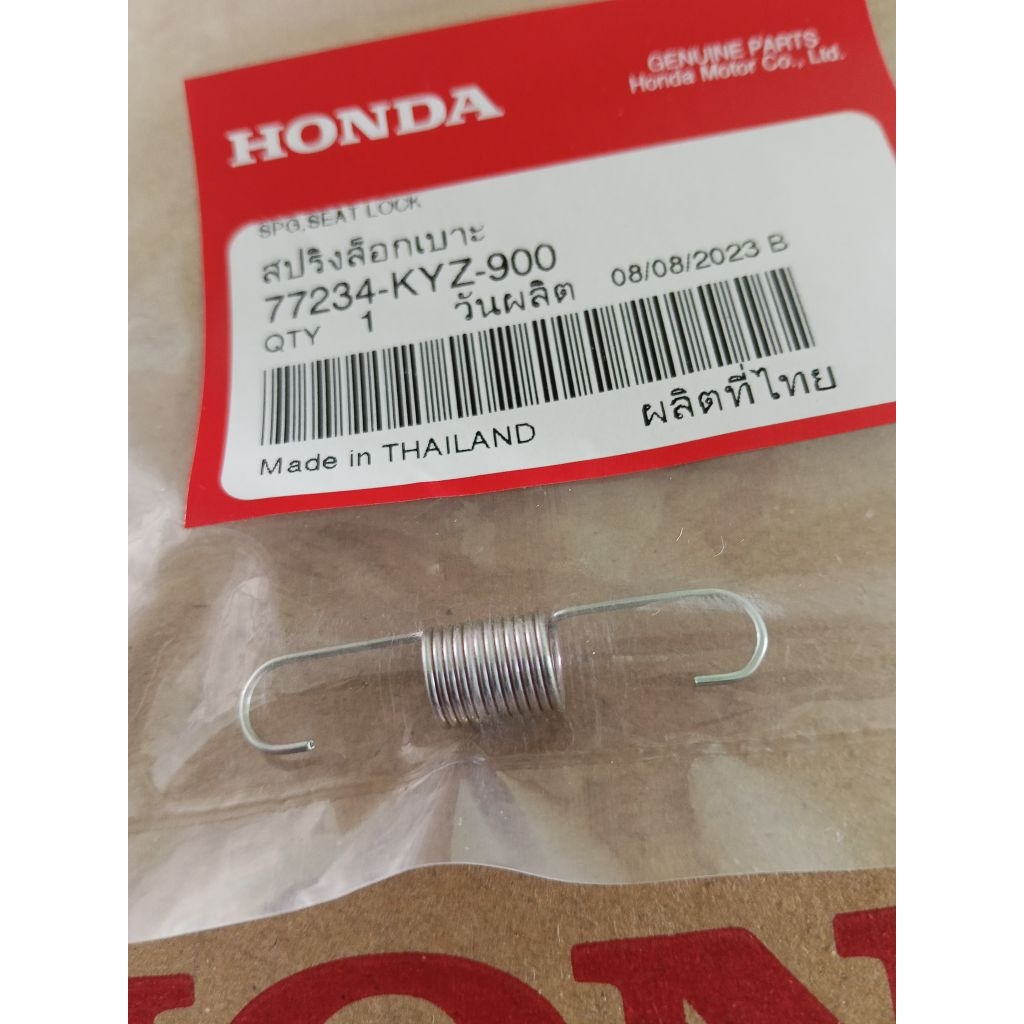 HONDA
GENUINE PARTS
Honda Motor Co., Ltd.
SPG,SEAT LOCK
สปริงล็อกเบาะ
77234-KYZ-900
QTY 1 วันผลิต 08/08/2023 B
Made in THAILAND ผลิตที่ไทย
HONDA